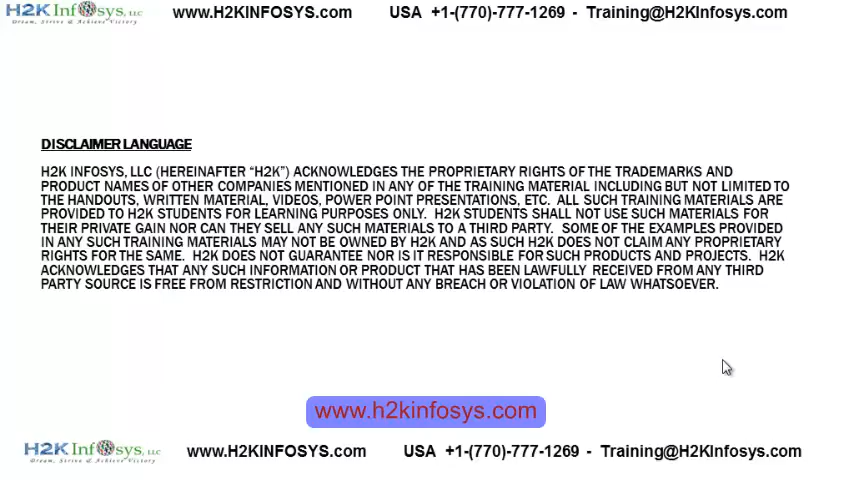 H2K Infosys, LLC
Dream, Strive & Achieve Victory
www.H2KINFOSYS.com USA +1-(770)-777-1269 - Training@H2KInfosys.com
DISCLAIMER LANGUAGE
H2K INFOSYS, LLC (HEREINAFTER “H2K”) ACKNOWLEDGES THE PROPRIETARY RIGHTS OF THE TRADEMARKS AND
PRODUCT NAMES OF OTHER COMPANIES MENTIONED IN ANY OF THE TRAINING MATERIAL INCLUDING BUT NOT LIMITED TO
THE HANDOUTS, WRITTEN MATERIAL, VIDEOS, POWER POINT PRESENTATIONS, ETC. ALL SUCH TRAINING MATERIALS ARE
PROVIDED TO H2K STUDENTS FOR LEARNING PURPOSES ONLY. H2K STUDENTS SHALL NOT USE SUCH MATERIALS FOR
THEIR PRIVATE GAIN NOR CAN THEY SELL ANY SUCH MATERIALS TO A THIRD PARTY. SOME OF THE EXAMPLES PROVIDED
IN ANY SUCH TRAINING MATERIALS MAY NOT BE OWNED BY H2K AND AS SUCH H2K DOES NOT CLAIM ANY PROPRIETARY
RIGHTS FOR THE SAME. H2K DOES NOT GUARANTEE NOR IS IT RESPONSIBLE FOR SUCH PRODUCTS AND PROJECTS. H2K
ACKNOWLEDGES THAT ANY SUCH INFORMATION OR PRODUCT THAT HAS BEEN LAWFULLY RECEIVED FROM ANY THIRD
PARTY SOURCE IS FREE FROM RESTRICTION AND WITHOUT ANY BREACH OR VIOLATION OF LAW WHATSOEVER.
www.h2kinfosys.com
H2K Infosys, LLC
Dream, Strive & Achieve Victory
www.H2KINFOSYS.com USA +1-(770)-777-1269 - Training@H2KInfosys.com